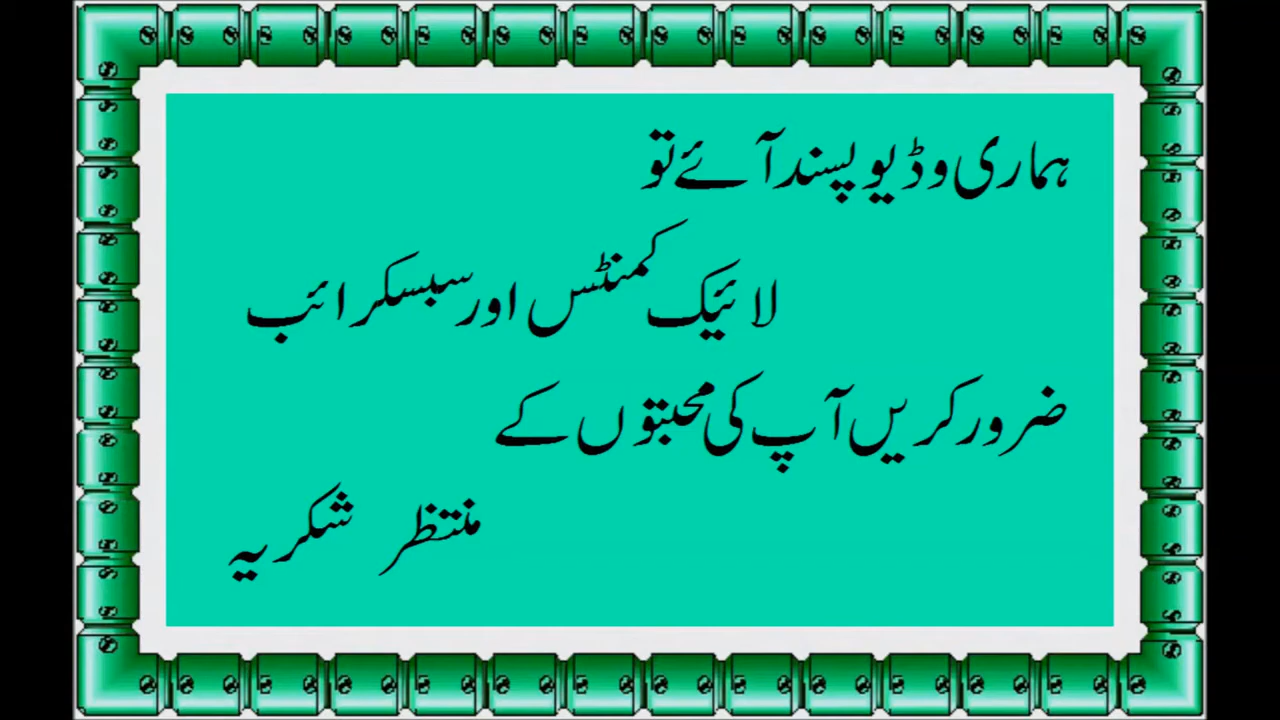 ہماری وڈیو پسند آئے تو
لائیک کمنٹس اور سبسکرائب
ضرور کریں آپ کی محبتوں کے
منتظر شکریہ